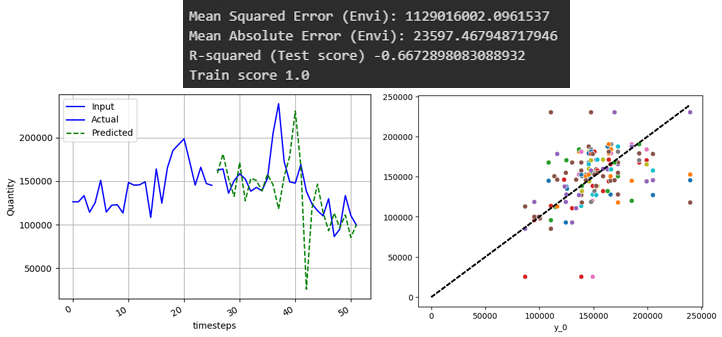 Mean Squared Error (Envi): 1129016002.0961537
Mean Absolute Error (Envi): 23597.467948717946
R-squared (Test score) -0.6672898083088932
Train score 1.0
Input
Actual
Predicted
200000
150000
100000
50000
Quantity
0
10
20
30
40
50
timesteps
250000
200000
150000
100000
50000
0
0
50000
100000
150000
200000
250000
y_0